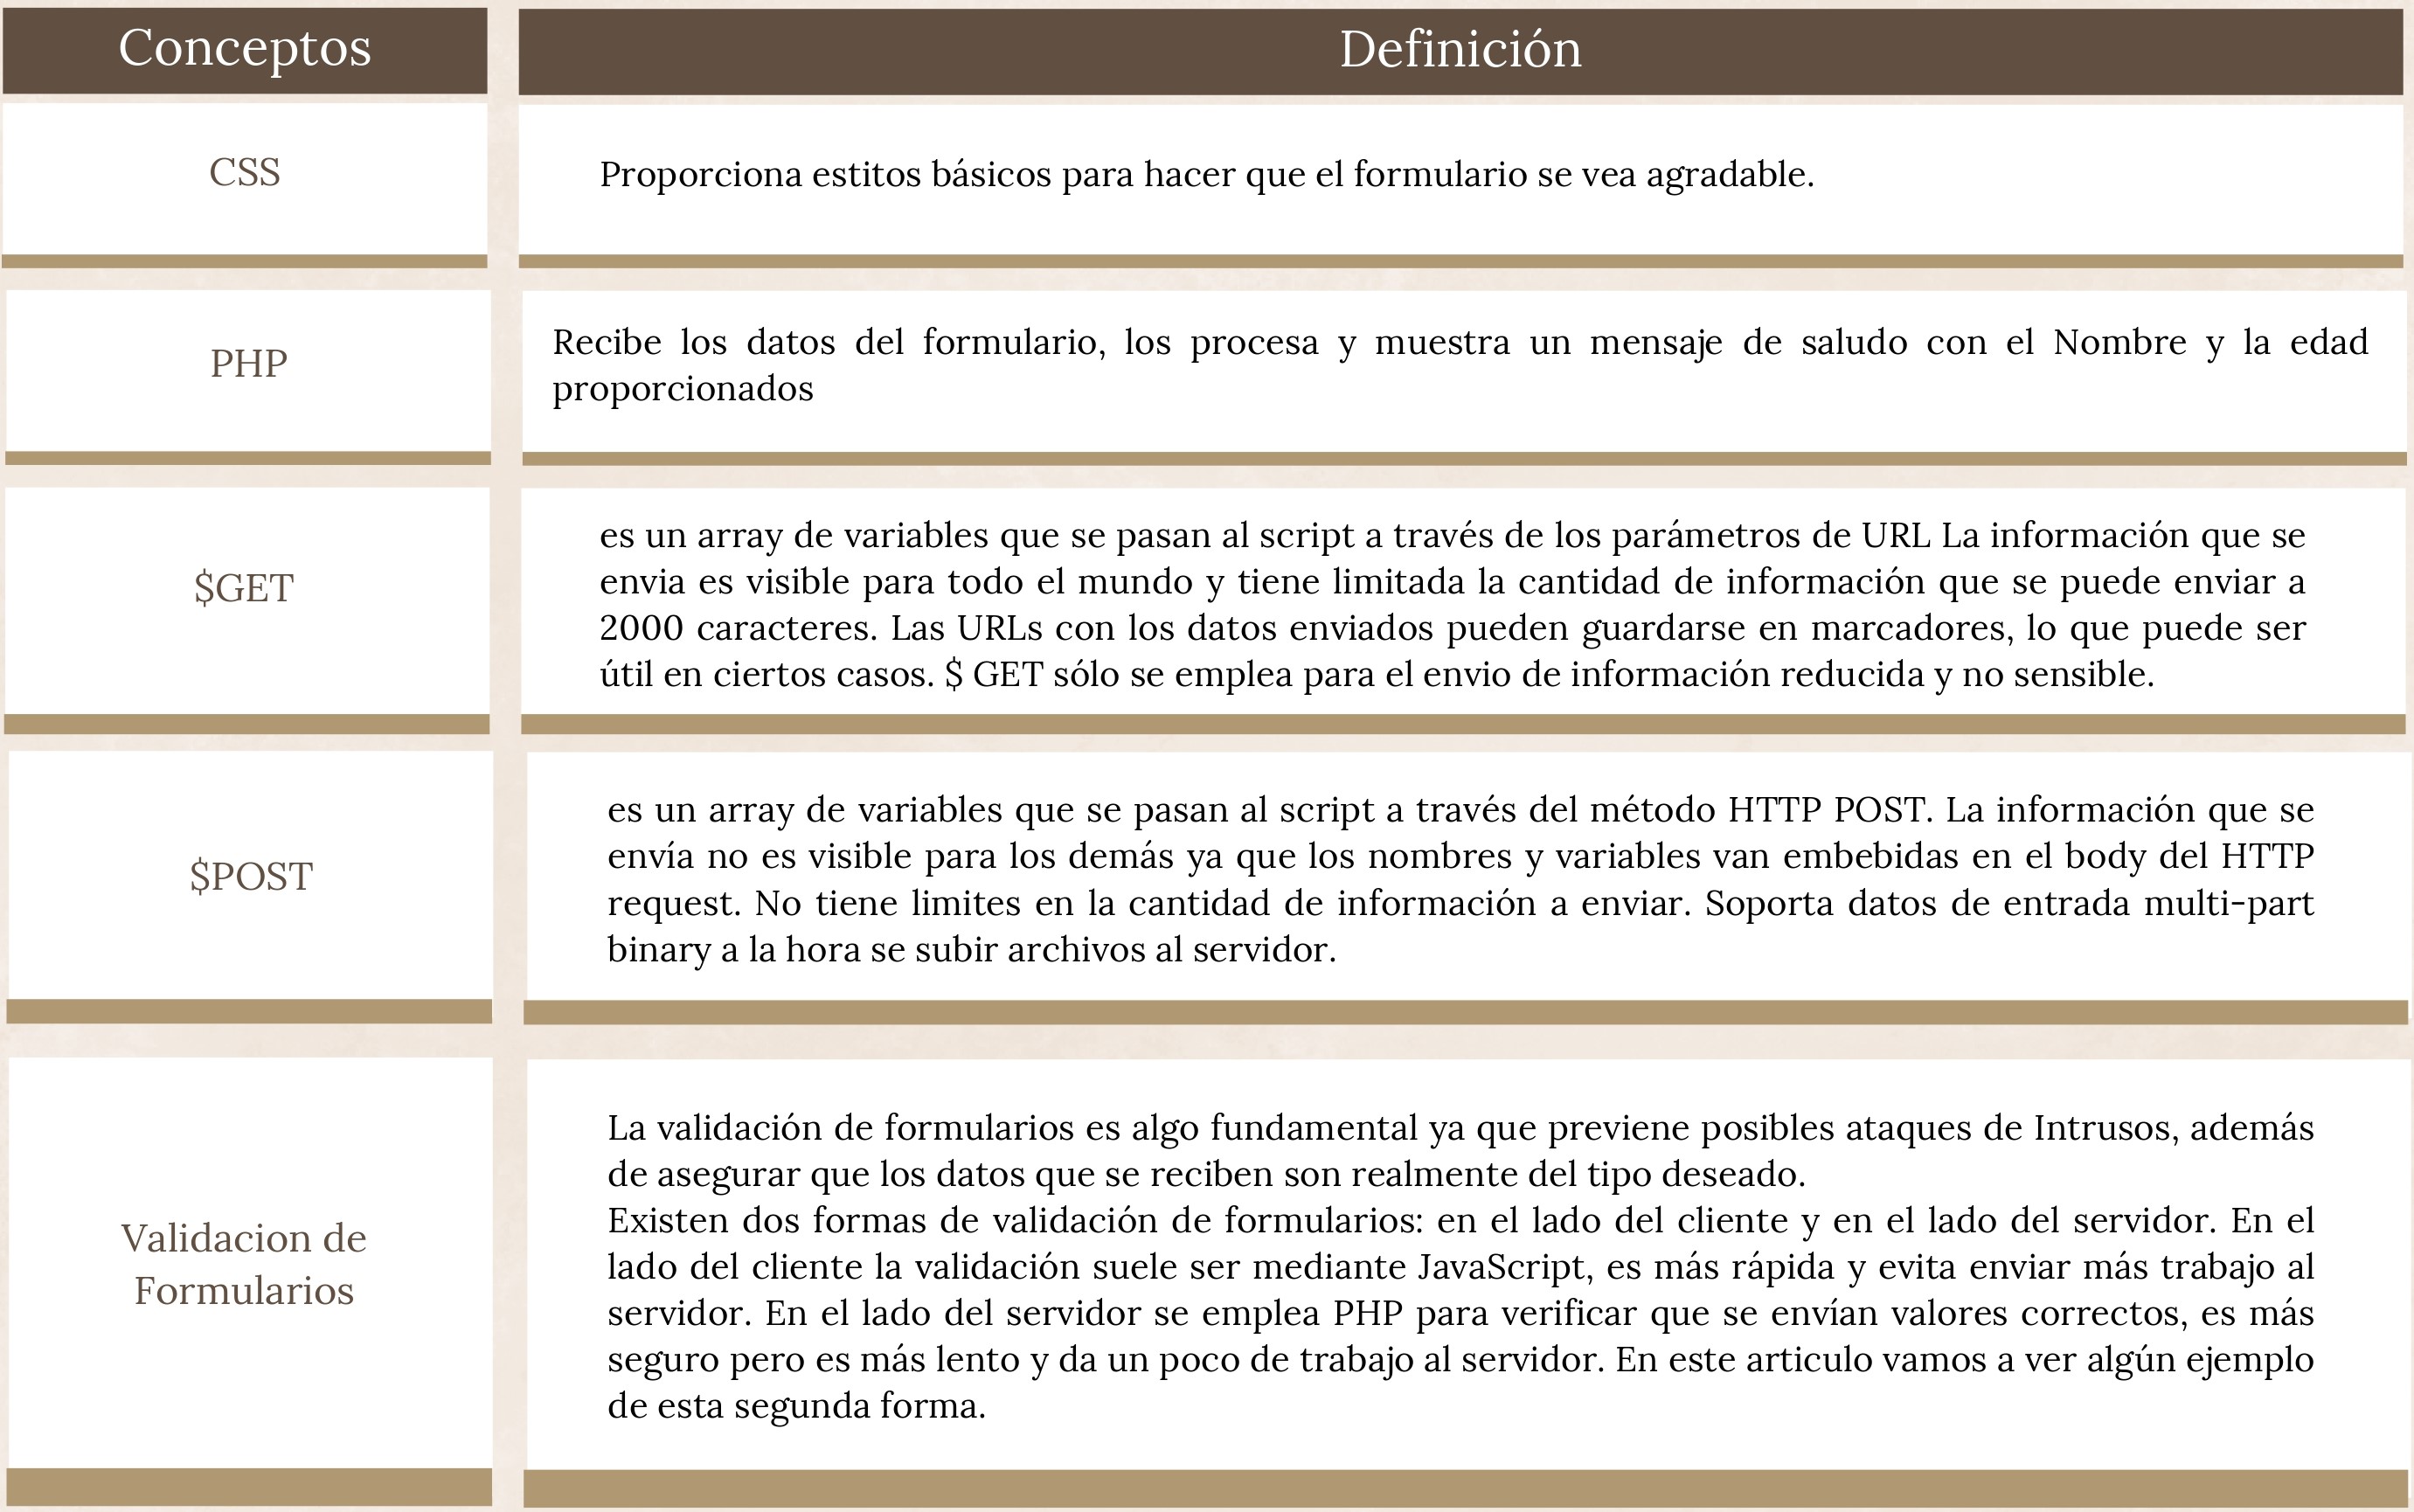 Conceptos
Definición
CSS
Proporciona estitos básicos para hacer que el formulario se vea agradable.
PHP
Recibe los datos del formulario, los procesa y muestra un mensaje de saludo con el Nombre y la edad
proporcionados
$GET
es un array de variables que se pasan al script a través de los parámetros de URL La información que se
envia es visible para todo el mundo y tiene limitada la cantidad de información que se puede enviar a
2000 caracteres. Las URLs con los datos enviados pueden guardarse en marcadores, lo que puede ser
útil en ciertos casos. $ GET sólo se emplea para el envio de información reducida y no sensible.
$POST
es un array de variables que se pasan al script a través del método HTTP POST. La información que se
envía no es visible para los demás ya que los nombres y variables van embebidas en el body del HTTP
request. No tiene limites en la cantidad de información a enviar. Soporta datos de entrada multi-part
binary a la hora se subir archivos al servidor.
Validacion de
Formularios
La validación de formularios es algo fundamental ya que previene posibles ataques de Intrusos, además
de asegurar que los datos que se reciben son realmente del tipo deseado.
Existen dos formas de validación de formularios: en el lado del cliente y en el lado del servidor. En el
lado del cliente la validación suele ser mediante JavaScript, es más rápida y evita enviar más trabajo al
servidor. En el lado del servidor se emplea PHP para verificar que se envían valores correctos, es más
seguro pero es más lento y da un poco de trabajo al servidor. En este articulo vamos a ver algún ejemplo
de esta segunda forma.